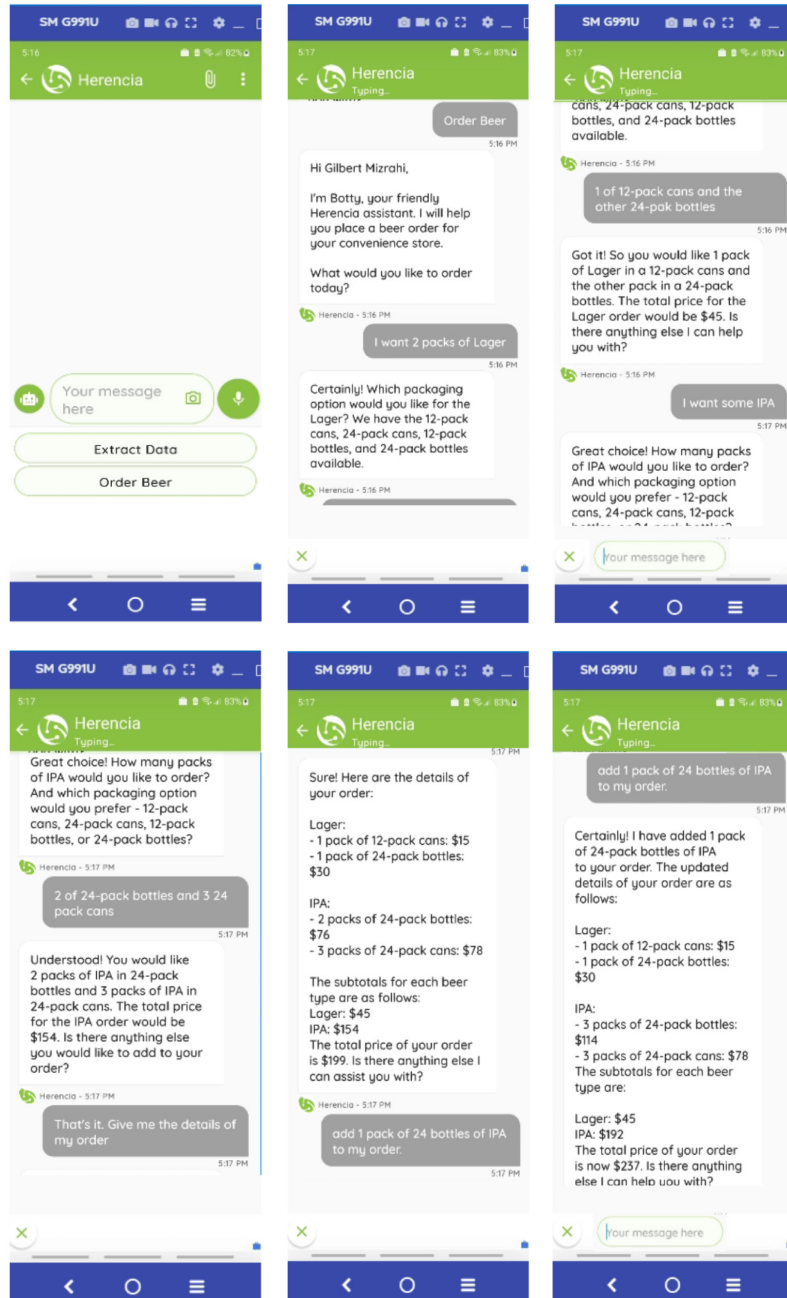 SM G991U
5:16
82%
Herencia
Your message
here
Extract Data
Order Beer
SM G991U
5:17
83%
Herencia
Typing...
Order Beer
5:16 PM
Hi Gilbert Mizrahi,
I'm Botty, your friendly
Herencia assistant. I will help
you place a beer order for
your convenience store.
What would you like to order
today?
Herencia - 5:16 PM
I want 2 packs of Lager
5:16 PM
Certainly! Which packaging
option would you like for the
Lager? We have the 12-pack
cans, 24-pack cans, 12-pack
bottles, and 24-pack bottles
available.
Herencia - 5:16 PM
SM G991U
5:17
83%
Herencia
Typing...
cans, 24-pack cans, 12-pack
bottles, and 24-pack bottles
available.
Herencia - 5:16 PM
1 of 12-pack cans and the
other 24-pak bottles
5:16 PM
Got it! So you would like 1 pack
of Lager in a 12-pack cans and
the other pack in a 24-pack
bottles. The total price for the
Lager order would be $45. Is
there anything else I can help
you with?
Herencia - 5:16 PM
I want some IPA
5:17 PM
Great choice! How many packs
of IPA would you like to order?
And which packaging option
would you prefer - 12-pack
cans, 24-pack cans, 12-pack
bottles, or 24-pack bottles?
Your message here
SM G991U
5:17
83%
Herencia
Typing...
Great choice! How many packs
of IPA would you like to order?
And which packaging option
would you prefer - 12-pack
cans, 24-pack cans, 12-pack
bottles, or 24-pack bottles?
Herencia - 5:17 PM
2 of 24-pack bottles and 3 24
pack cans
5:17 PM
Understood! You would like
2 packs of IPA in 24-pack
bottles and 3 packs of IPA in
24-pack cans. The total price
for the IPA order would be
$154. Is there anything else
you would like to add to your
order?
Herencia - 5:17 PM
That's it. Give me the details of
my order
5:17 PM
SM G991U
5:17
83%
Herencia
Typing...
5:17 PM
Sure! Here are the details of
your order:
Lager:
- 1 pack of 12-pack cans: $15
- 1 pack of 24-pack bottles:
$30
IPA:
- 2 packs of 24-pack bottles:
$76
- 3 packs of 24-pack cans: $78
The subtotals for each beer
type are as follows:
Lager: $45
IPA: $154
The total price of your order
is $199. Is there anything else I
can assist you with?
Herencia - 5:17 PM
add 1 pack of 24 bottles of IPA
to my order.
5:17 PM
SM G991U
5:17
83%
Herencia
Typing...
add 1 pack of 24 bottles of IPA
to my order.
5:17 PM
Certainly! I have added 1 pack
of 24-pack bottles of IPA
to your order. The updated
details of your order are as
follows:
Lager:
- 1 pack of 12-pack cans: $15
- 1 pack of 24-pack bottles:
$30
IPA:
- 3 packs of 24-pack bottles:
$114
- 3 packs of 24-pack cans: $78
The subtotals for each beer
type are:
Lager: $45
IPA: $192
The total price of your order
is now $237. Is there anything
else I can help you with?
Your message here